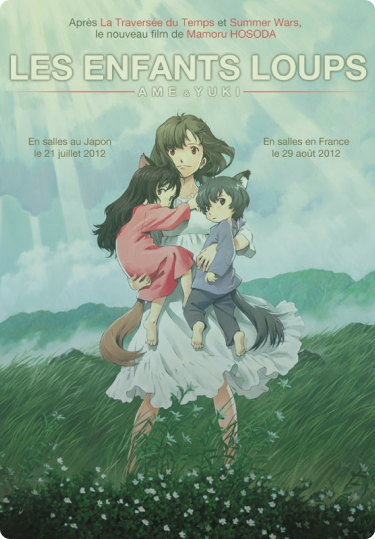 Après La Traversée du Temps et Summer Wars,
le nouveau film de Mamoru HOSODA
LES ENFANTS LOUPS
AME & YUKI
En salles au Japon
le 21 juillet 2012
En salles en France
le 29 août 2012